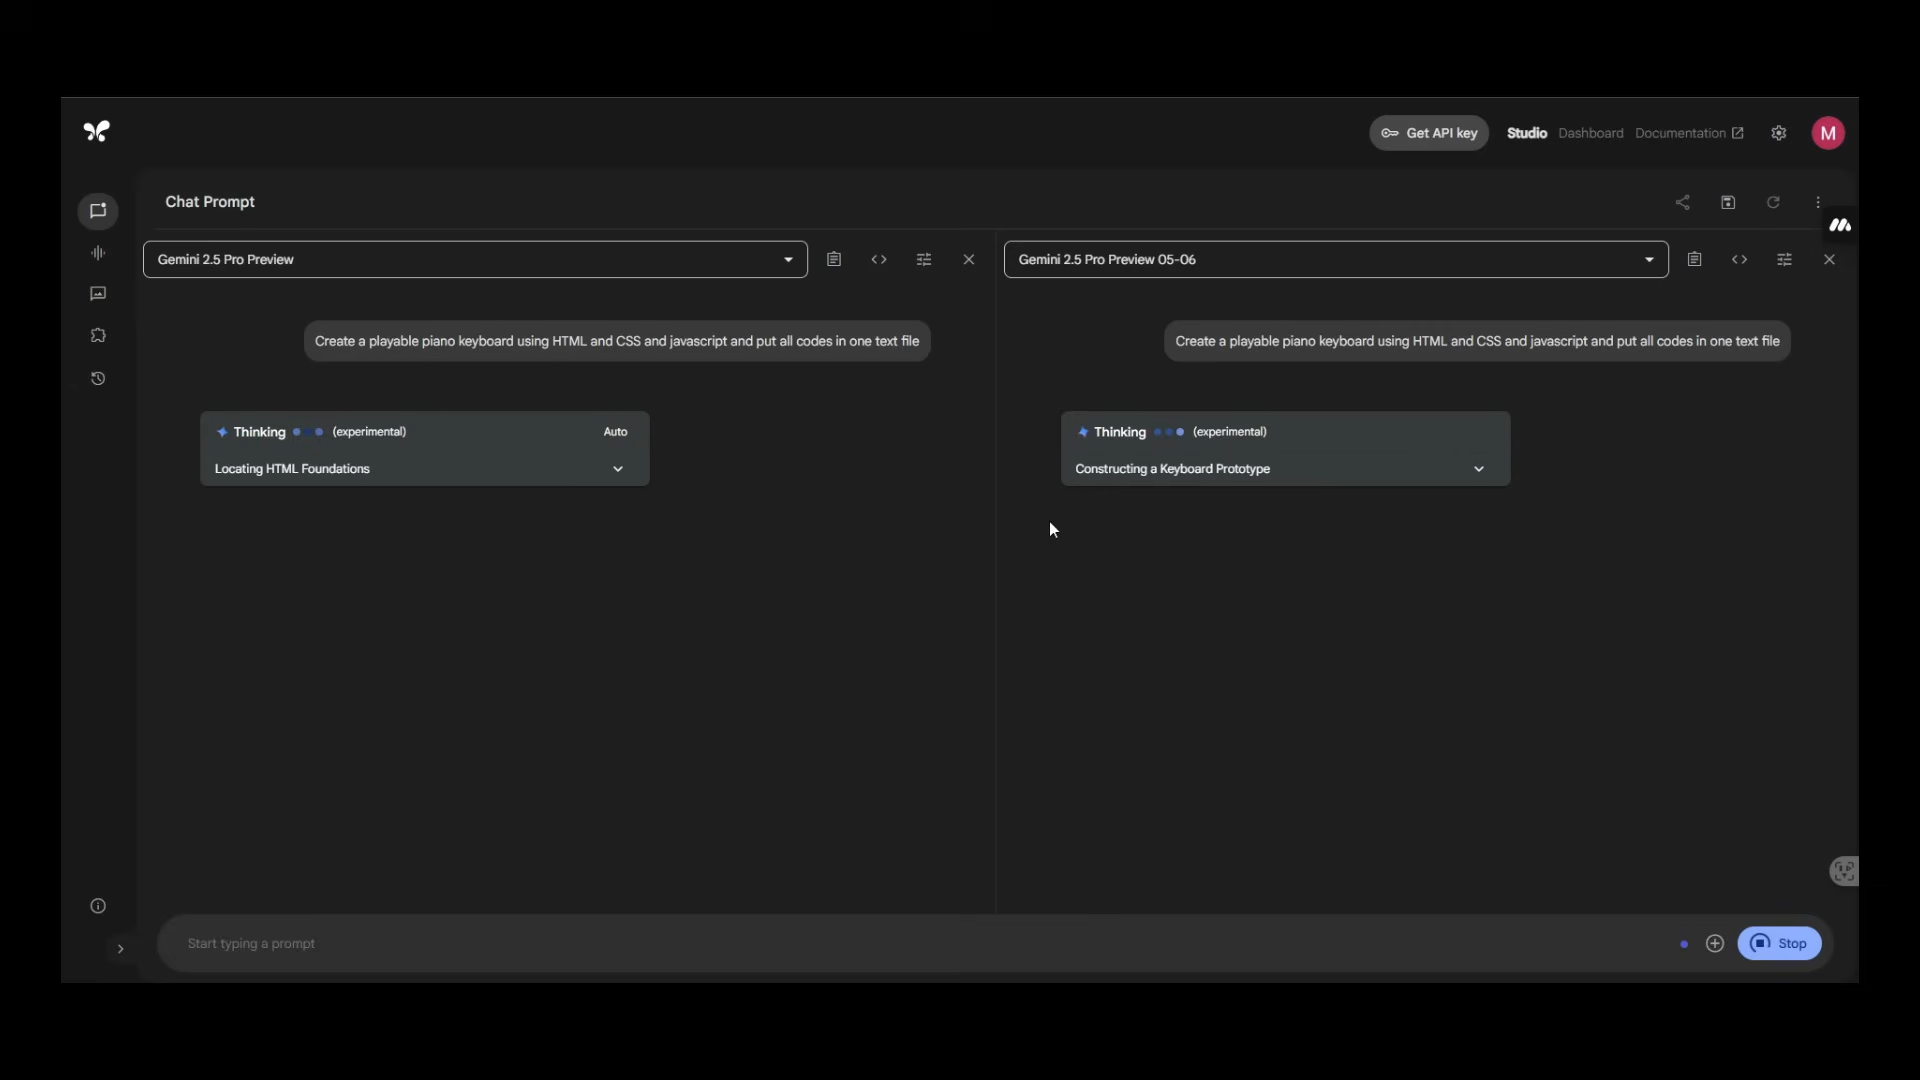 Get API key
Studio
Dashboard
Documentation
M
Chat Prompt
Gemini 2.5 Pro Preview
Gemini 2.5 Pro Preview 05-06
Create a playable piano keyboard using HTML and CSS and javascript and put all codes in one text file
Create a playable piano keyboard using HTML and CSS and javascript and put all codes in one text file
Thinking (experimental)
Auto
Locating HTML Foundations
Thinking (experimental)
Constructing a Keyboard Prototype
Start typing a prompt
Stop